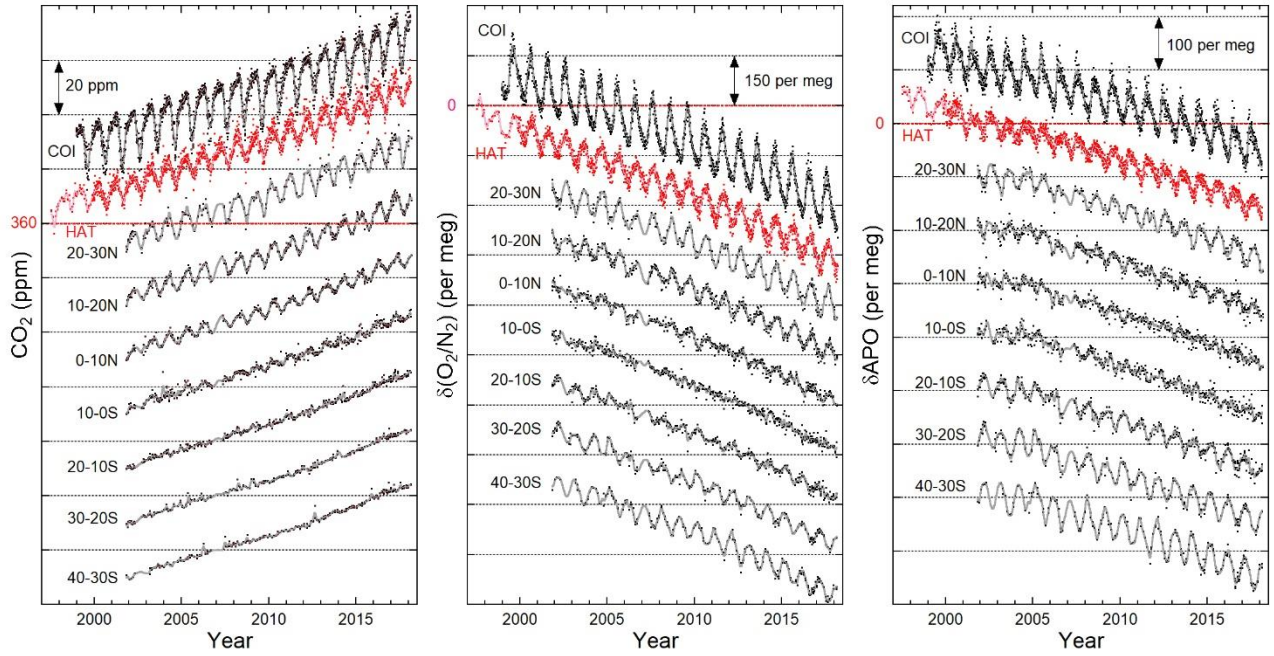 CO2 (ppm)
20 ppm
COI
360
HAT
20-30N
10-20N
0-10N
10-0S
20-10S
30-20S
40-30S
2000 2005 2010 2015
Year
δ(O2/N2) (per meg)
COI
150 per meg
0
HAT
20-30N
10-20N
0-10N
10-0S
20-10S
30-20S
40-30S
2000 2005 2010 2015
Year
δAPO (per meg)
100 per meg
COI
0
HAT
20-30N
10-20N
0-10N
10-0S
20-10S
30-20S
40-30S
2000 2005 2010 2015
Year